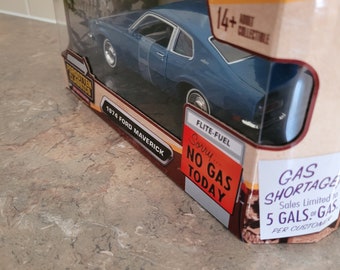 14+ ADULT
COLLECTIBLE
1974 FORD MAVERICK
FLITE-FUEL
Sorry
NO GAS
TODAY
GAS
SHORTAGE
Sales Limited
5 GALS. OF GAS
PER CUSTOMER